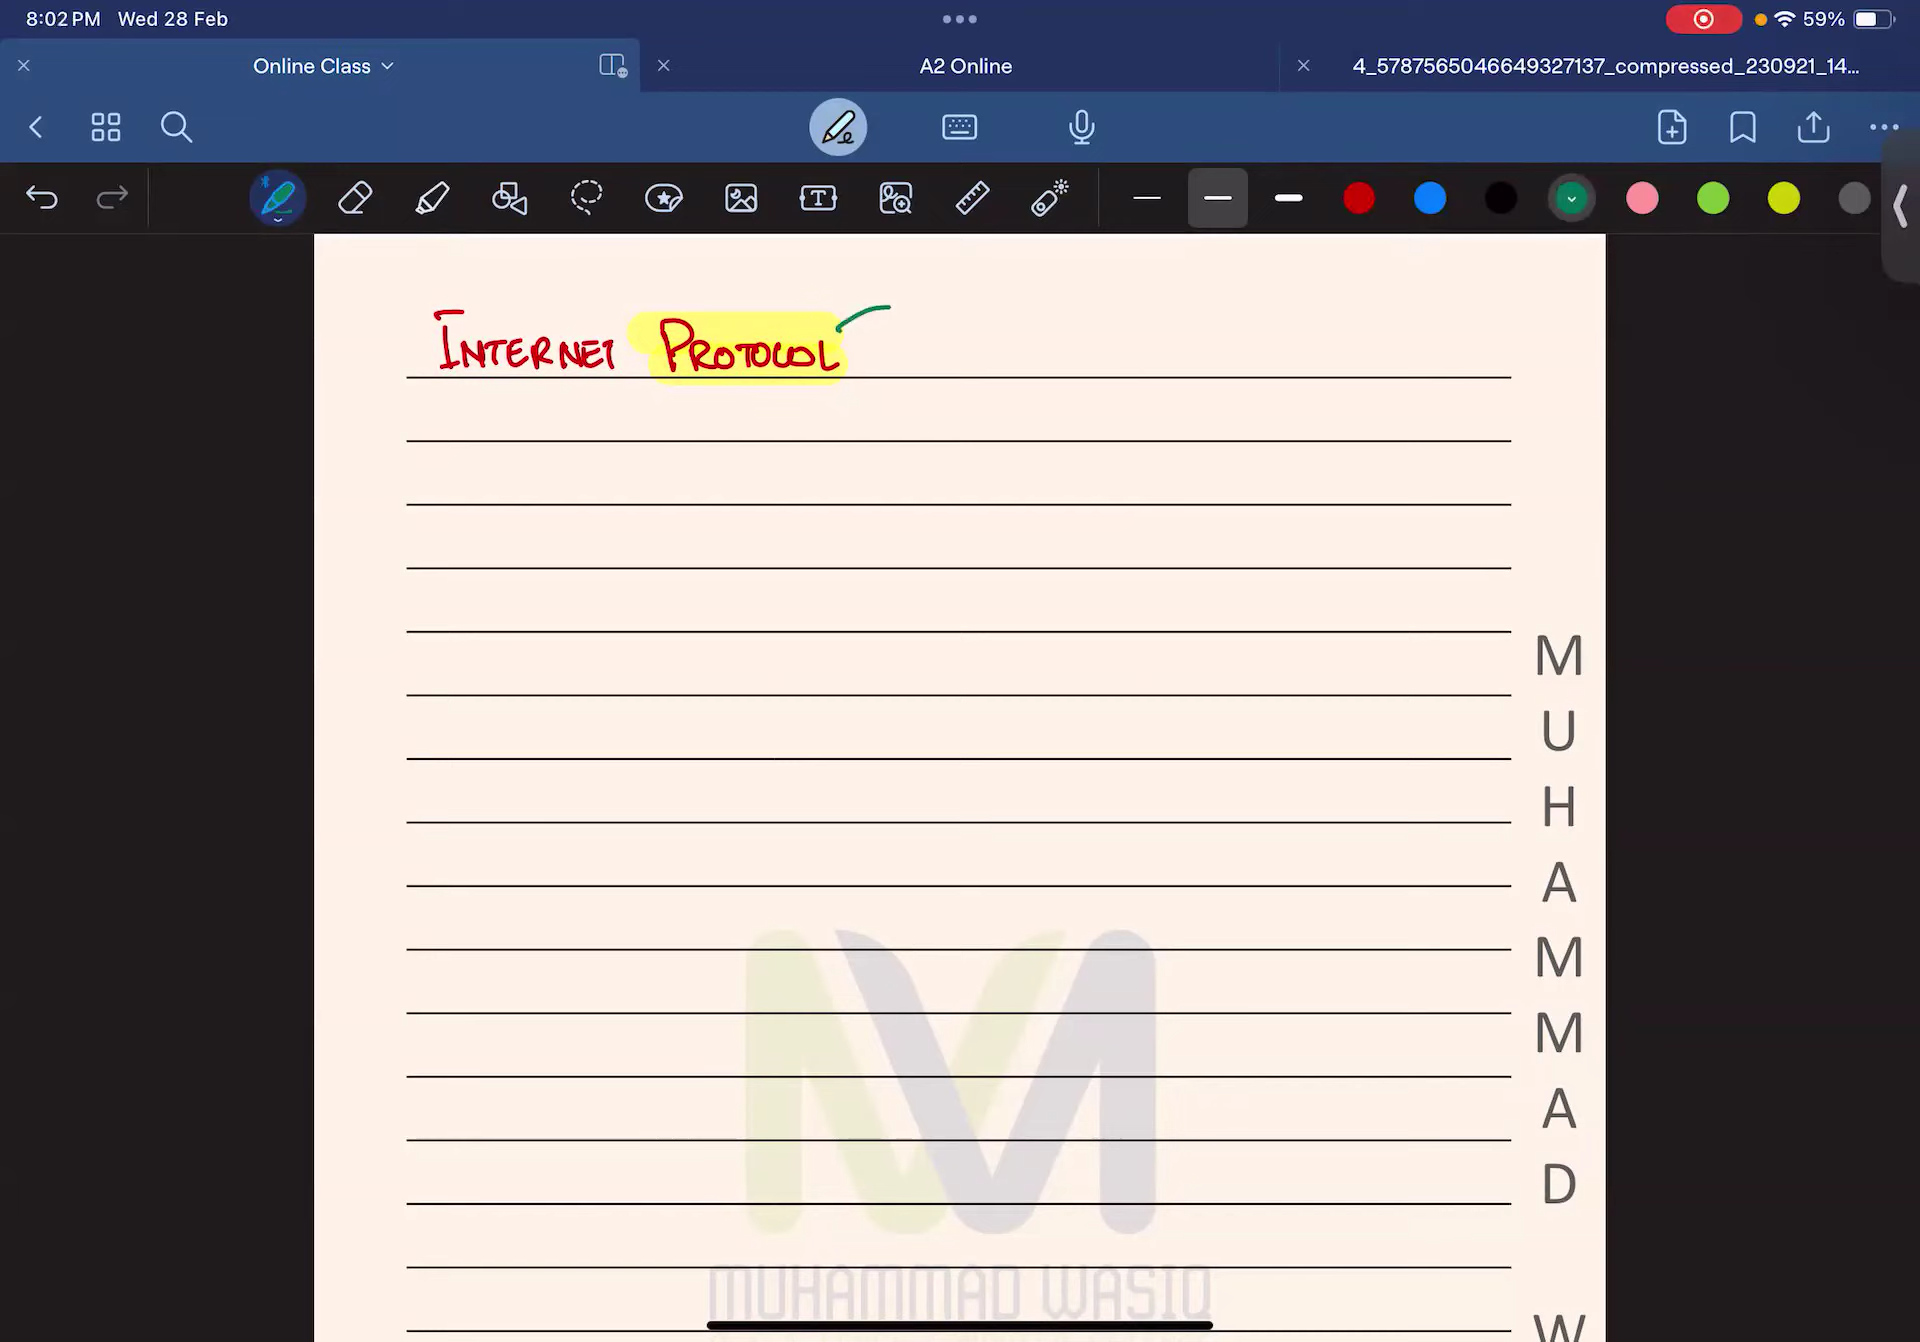 8:02 PM Wed 28 Feb
59%
Online Class
A2 Online
4_5787565046649327137_compressed_230921_14...
INTERNET PROTOCOL
M
U
H
A
M
M
A
D
W
MUHAMMAD WASIQ